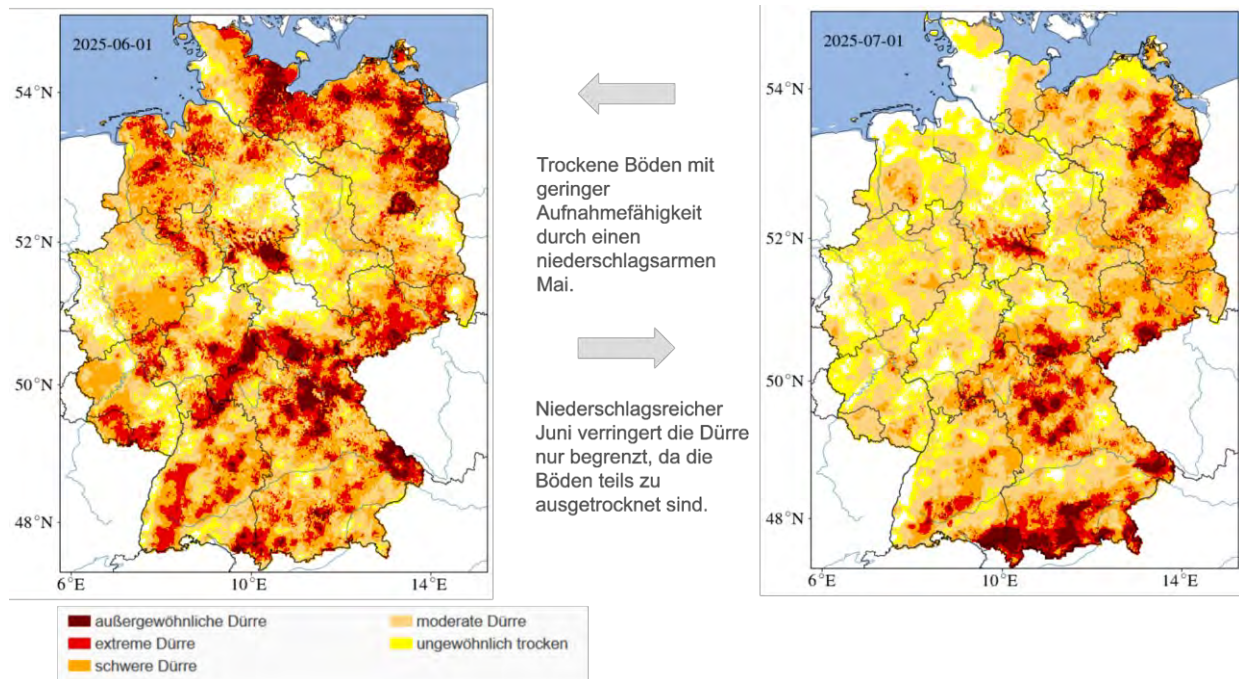 2025-06-01
54°N
52°N
50°N
48°N
6°E
10°E
14°E
Trockene Böden mit
geringer
Aufnahmefähigkeit
durch einen
niederschlagsarmen
Mai.
Niederschlagsreicher
Juni verringert die Dürre
nur begrenzt, da die
Böden teils zu
ausgetrocknet sind.
2025-07-01
54°N
52°N
50°N
48°N
6°E
10°E
14°E
außergewöhnliche Dürre
extreme Dürre
schwere Dürre
moderate Dürre
ungewöhnlich trocken